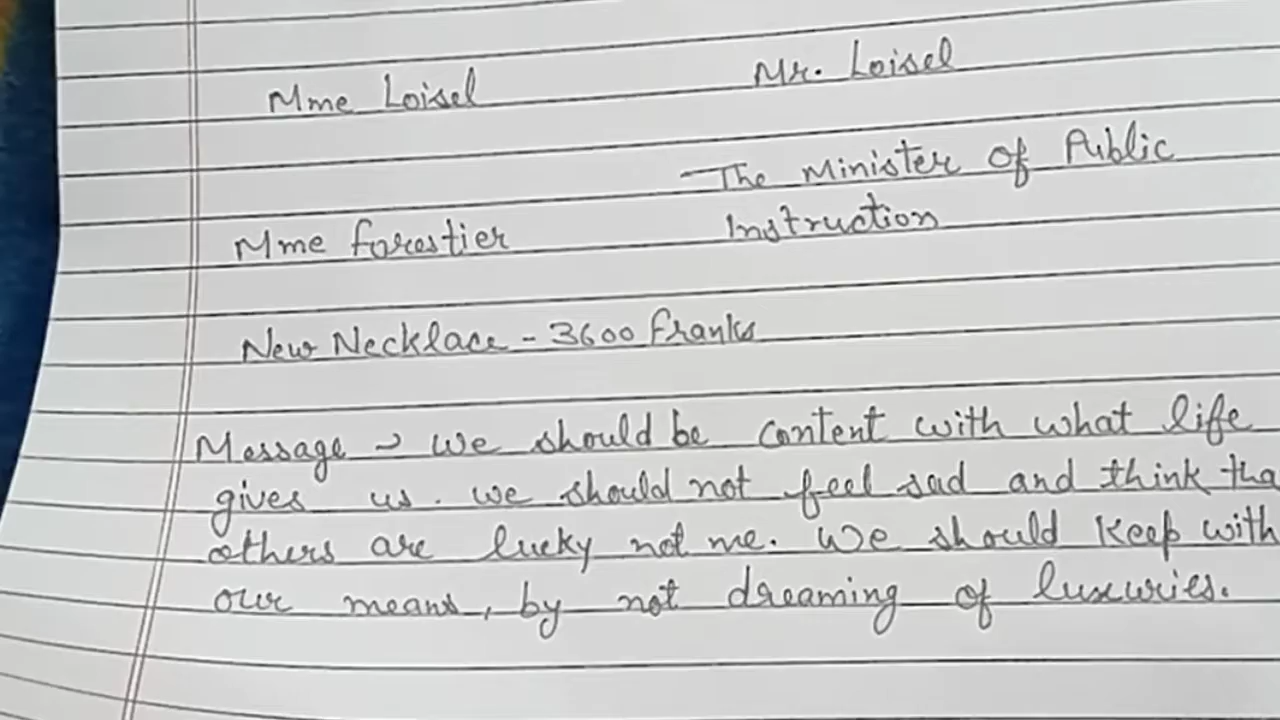 Mme Loisel Mr. Loisel
The Minister of Public
Instruction
Mme forestier
New Necklace - 3600 franks
Message → we should be content with what life
gives us. we should not feel sad and think tha
others are lucky not me. We should keep with
our means, by not dreaming of luxuries.